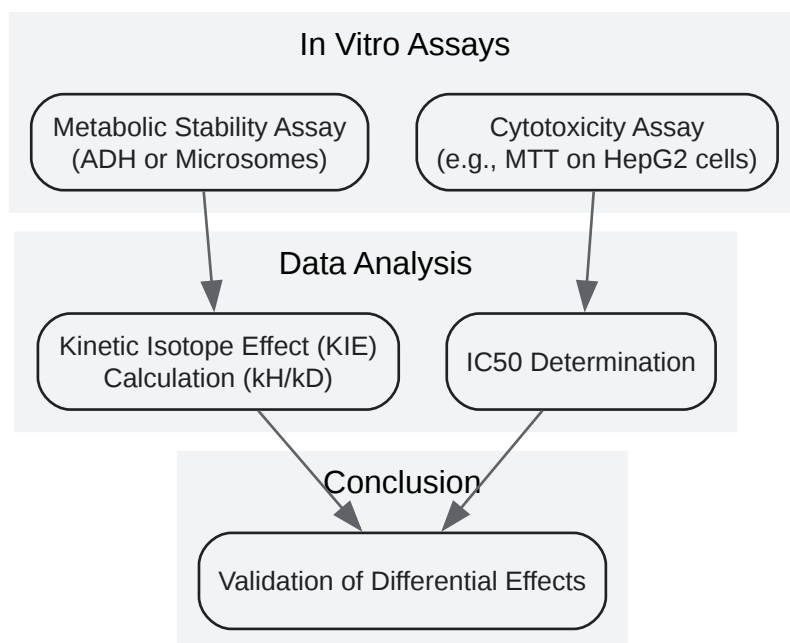 In Vitro Assays
Metabolic Stability Assay
(ADH or Microsomes)
Cytotoxicity Assay
(e.g., MTT on HepG2 cells)
Data Analysis
Kinetic Isotope Effect (KIE)
Calculation (kH/kD)
IC50 Determination
Conclusion
Validation of Differential Effects